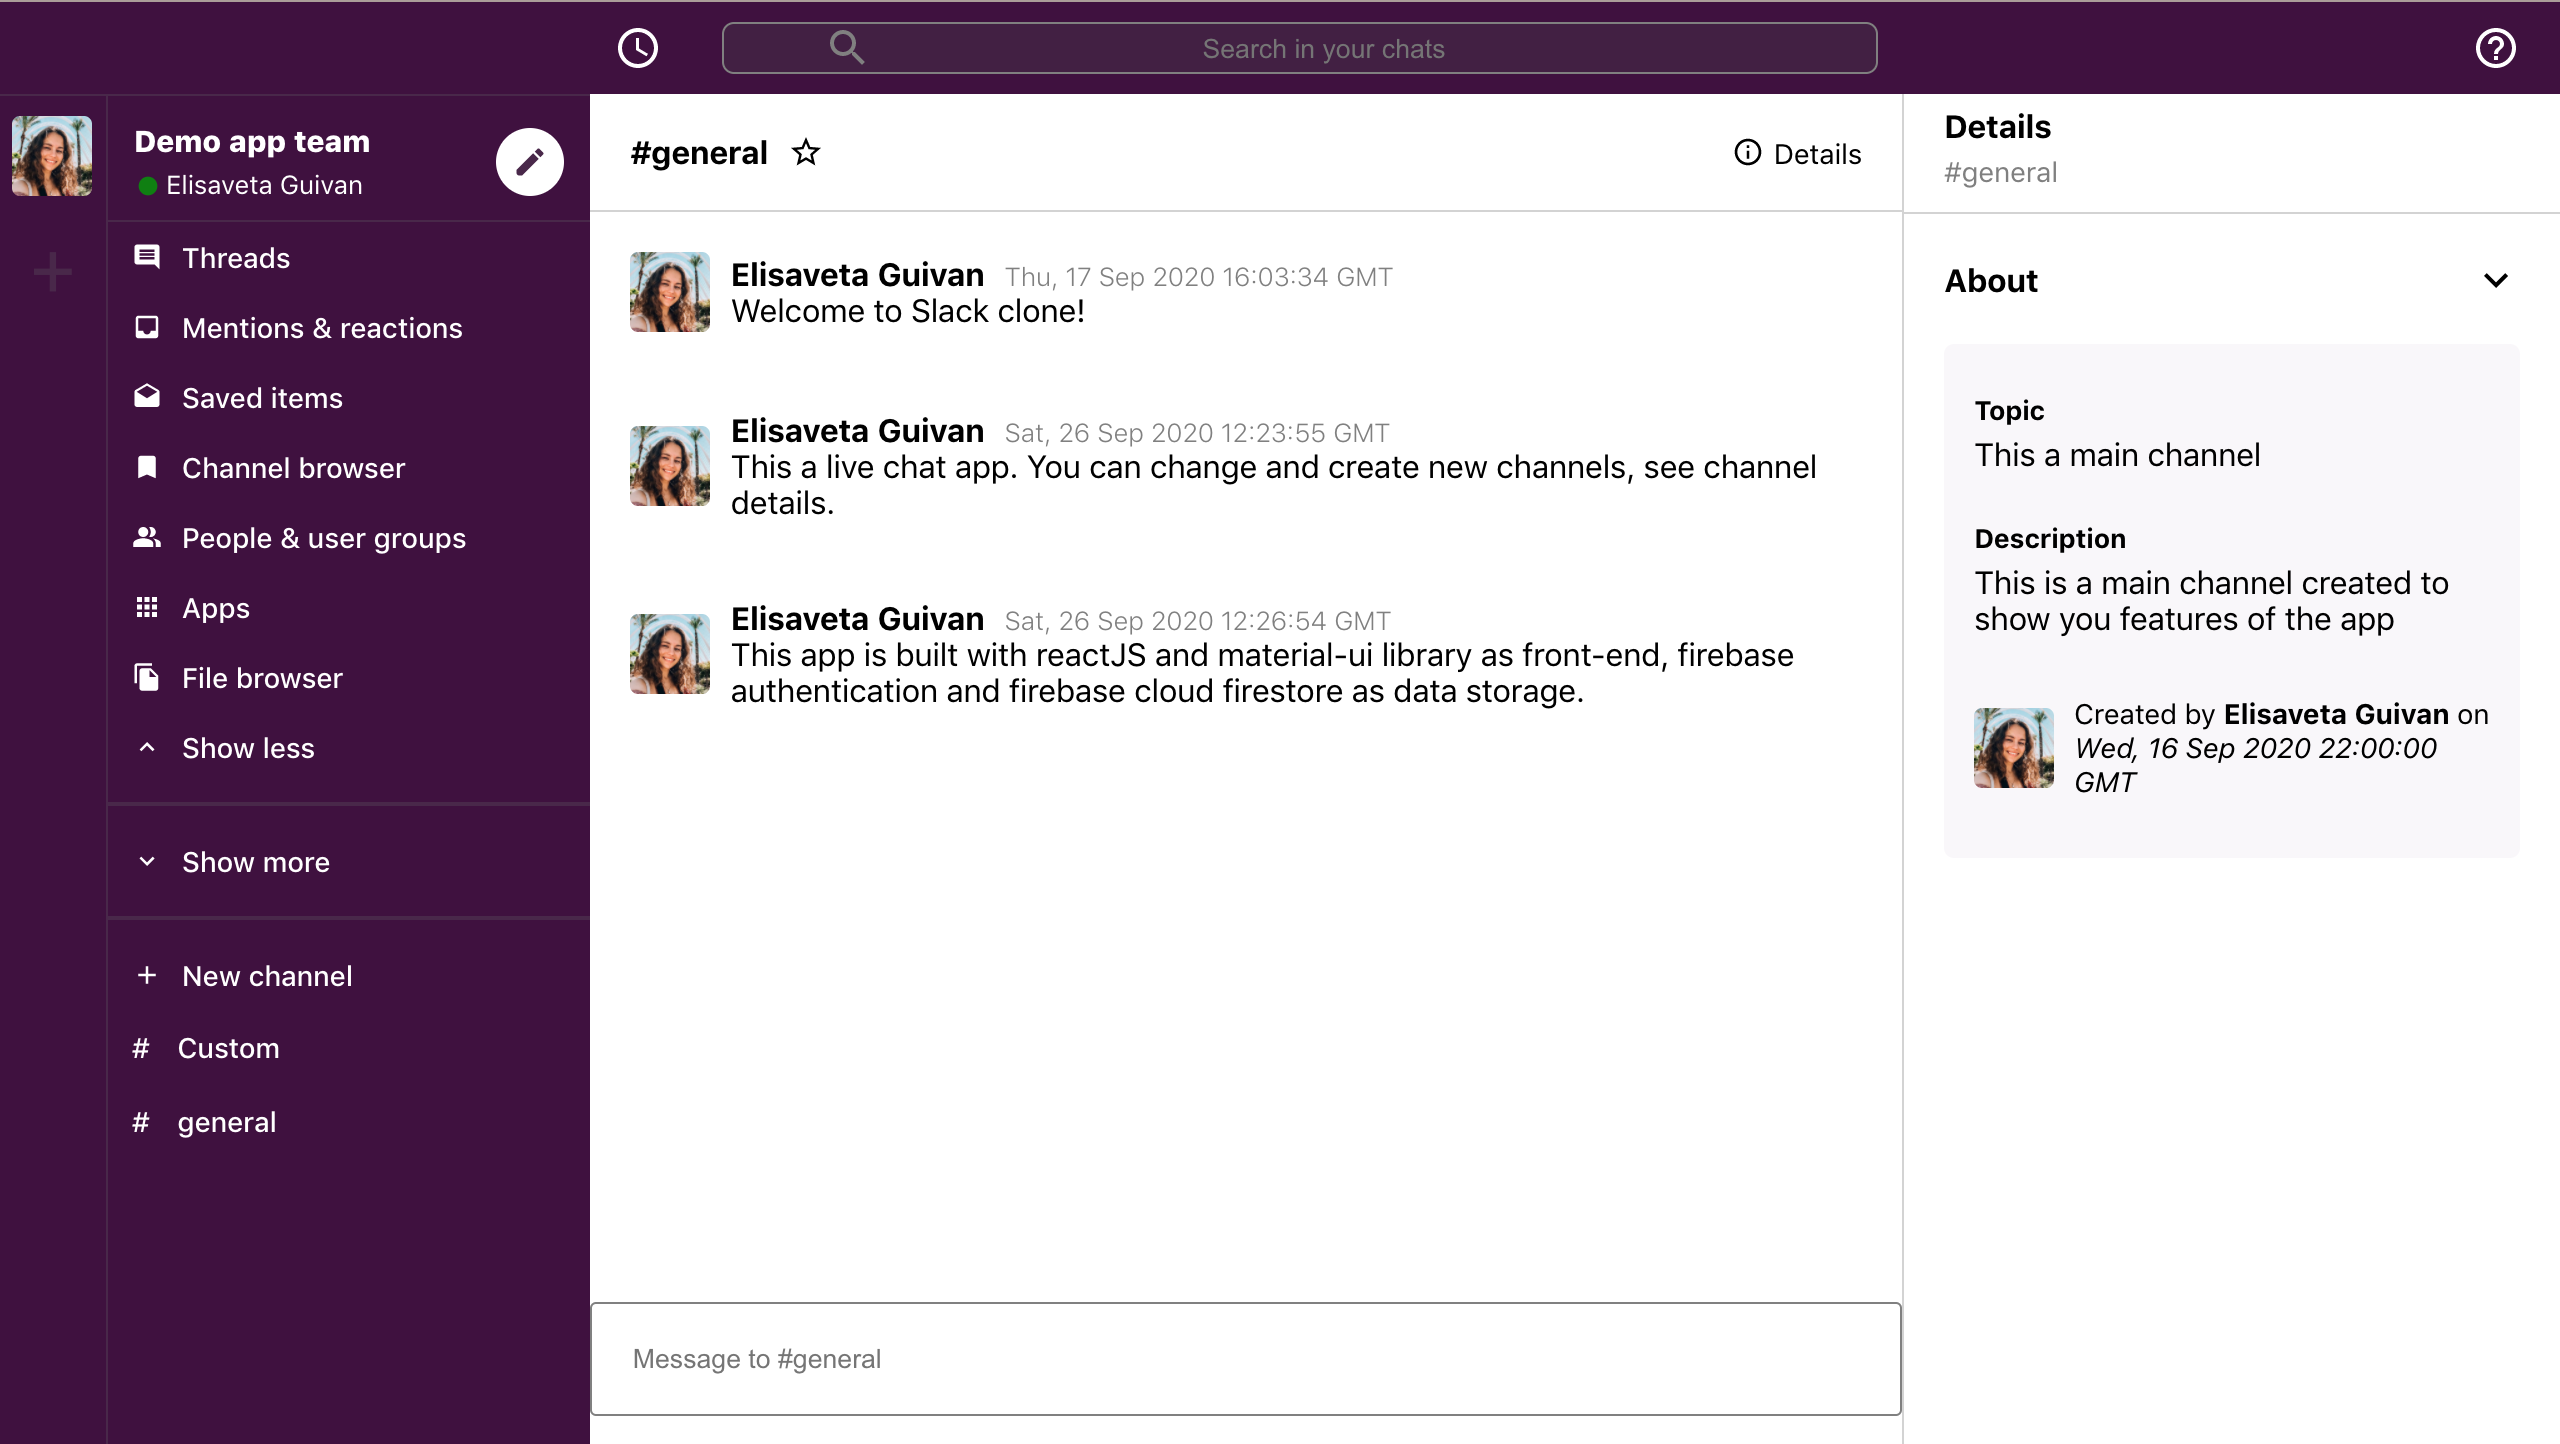 Search in your chats
Demo app team
Elisaveta Guivan
Threads
Mentions & reactions
Saved items
Channel browser
People & user groups
Apps
File browser
Show less
Show more
+ New channel
# Custom
# general
#general
Details
Elisaveta Guivan Thu, 17 Sep 2020 16:03:34 GMT
Welcome to Slack clone!
Elisaveta Guivan Sat, 26 Sep 2020 12:23:55 GMT
This a live chat app. You can change and create new channels, see channel
details.
Elisaveta Guivan Sat, 26 Sep 2020 12:26:54 GMT
This app is built with reactJS and material-ui library as front-end, firebase
authentication and firebase cloud firestore as data storage.
Message to #general
Details
#general
About
Topic
This a main channel
Description
This is a main channel created to
show you features of the app
Created by Elisaveta Guivan on
Wed, 16 Sep 2020 22:00:00
GMT